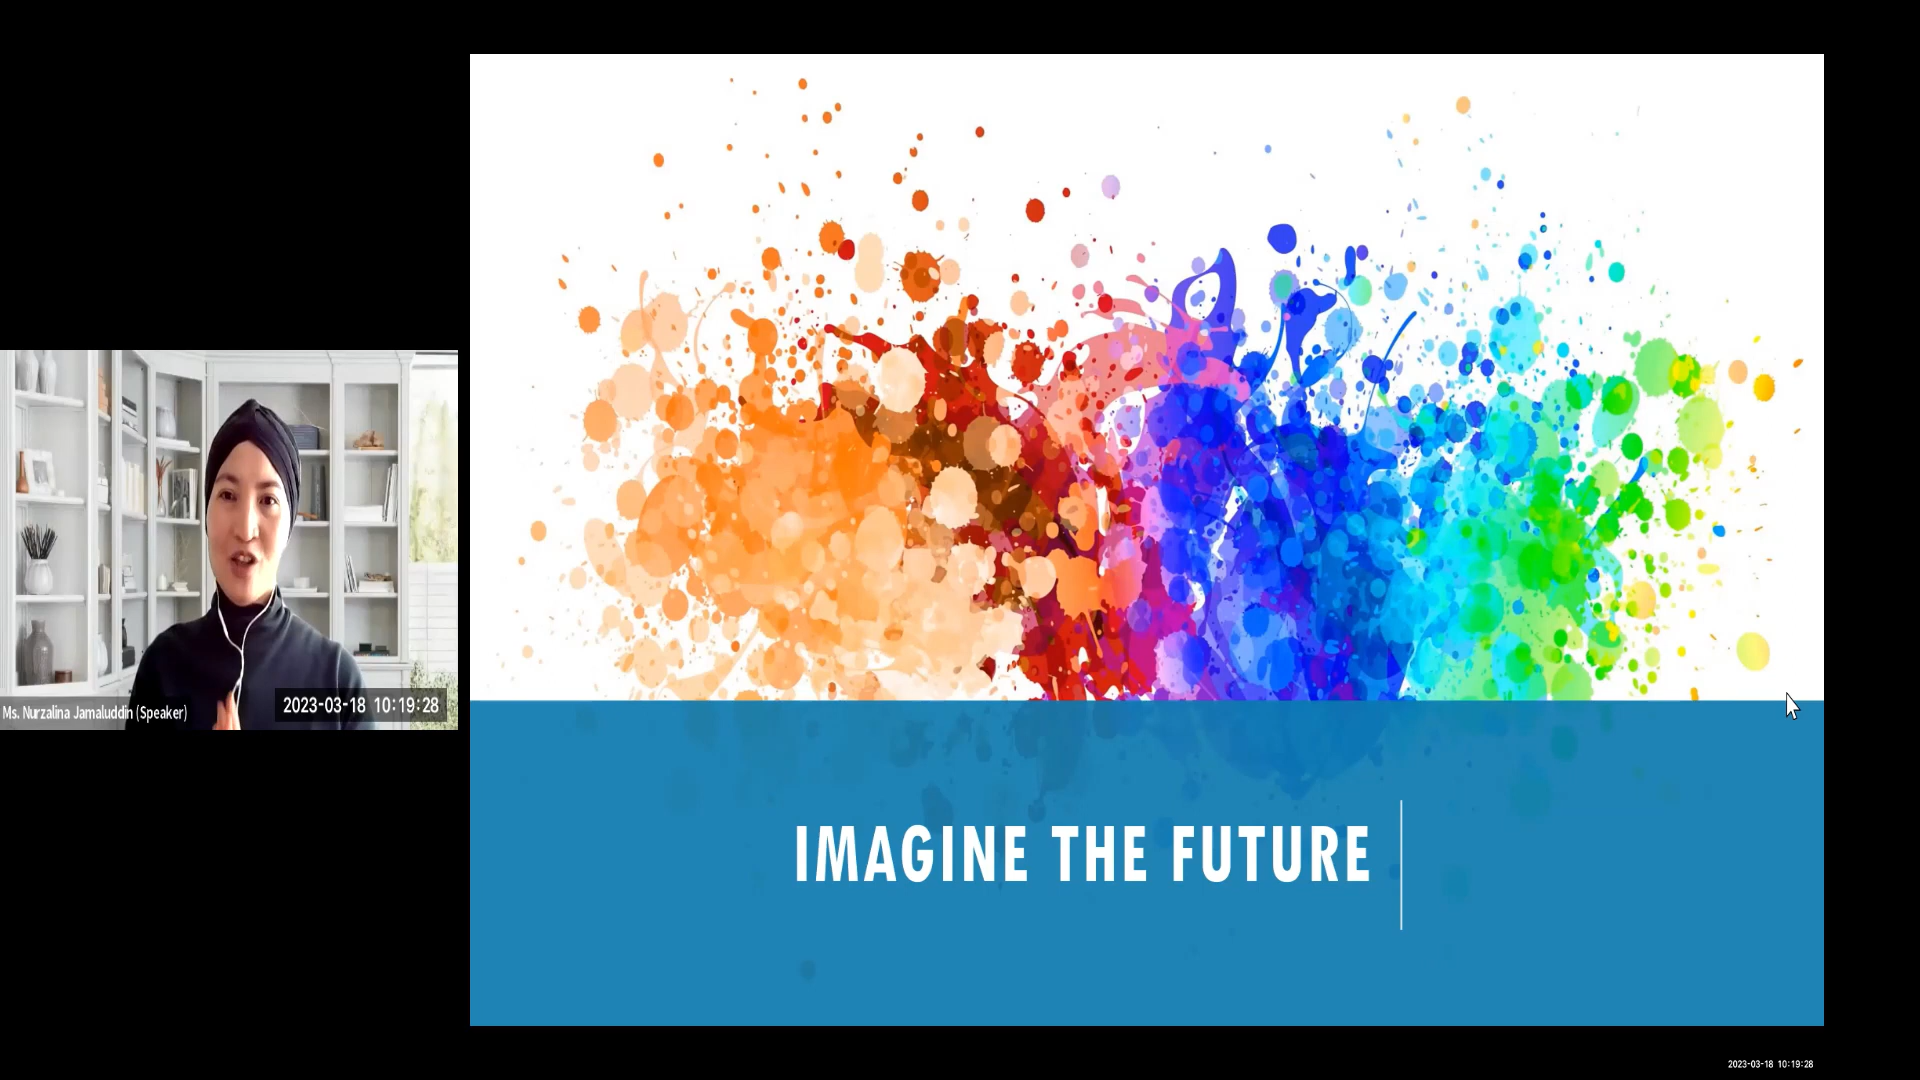 Ms. Nurzalina Jamaluddin (Speaker)
2023-03-18 10:19:28
IMAGINE THE FUTURE
2023-03-18 10:19:28